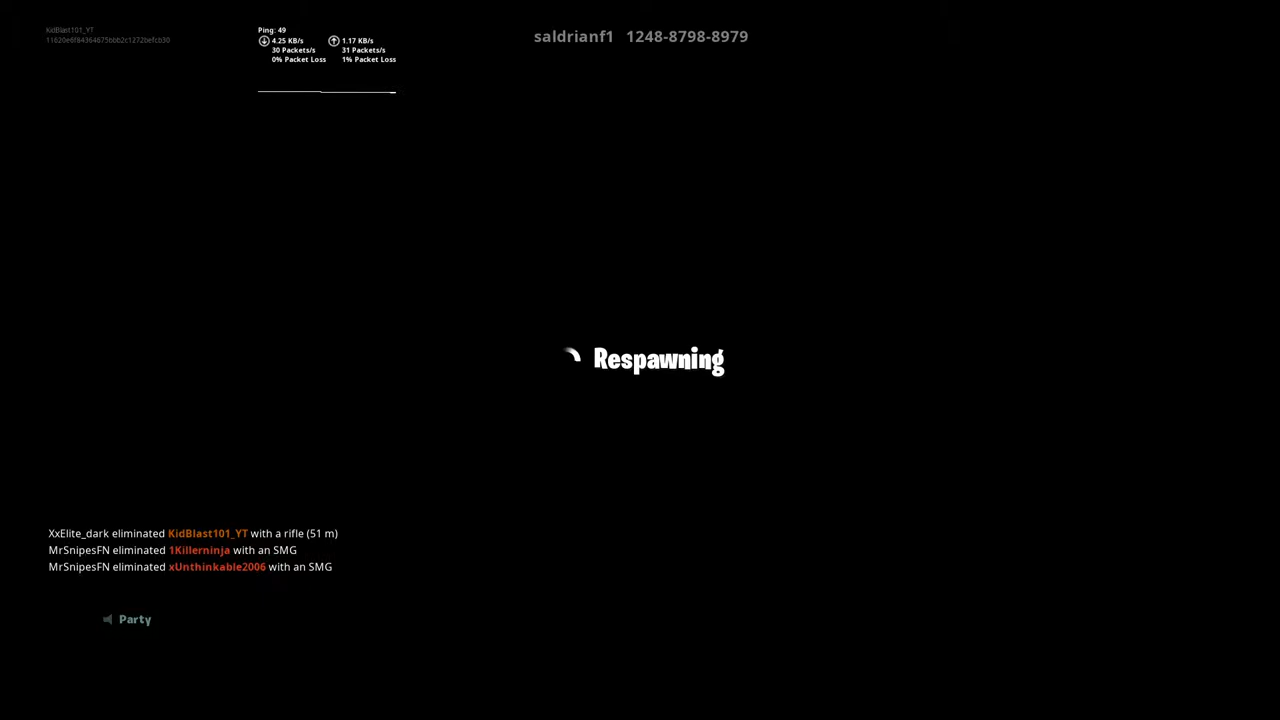 KidBlast101_YT
Ping: 49
4.25 KB/s 1.17 KB/s
30 Packets/s 31 Packets/s
0% Packet Loss 1% Packet Loss
saldrianf1 1248-8798-8979
Respawning
XxElite_dark eliminated KidBlast101_YT with a rifle (51 m)
MrSnipesFN eliminated 1Killerninja with an SMG
MrSnipesFN eliminated xUnthinkable2006 with an SMG
Party